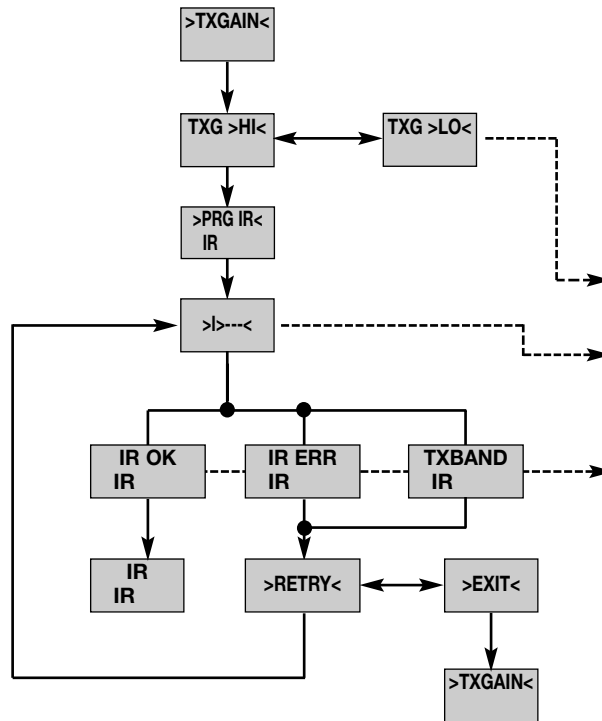 >TXGAIN<
TXG >HI<
TXG >LO<
>PRG IR<
IR
>I>---<
IR OK
IR
IR ERR
IR
TXBAND
IR
IR
IR
>RETRY<
>EXIT<
>TXGAIN<